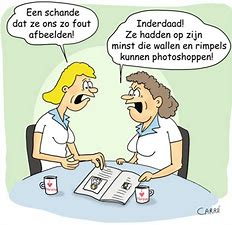 Een schande
dat ze ons zo fout
afbeelden!
Inderdaad!
Ze hadden op zijn
minst die wallen en rimpels
kunnen photoshoppen!
CARRÉ